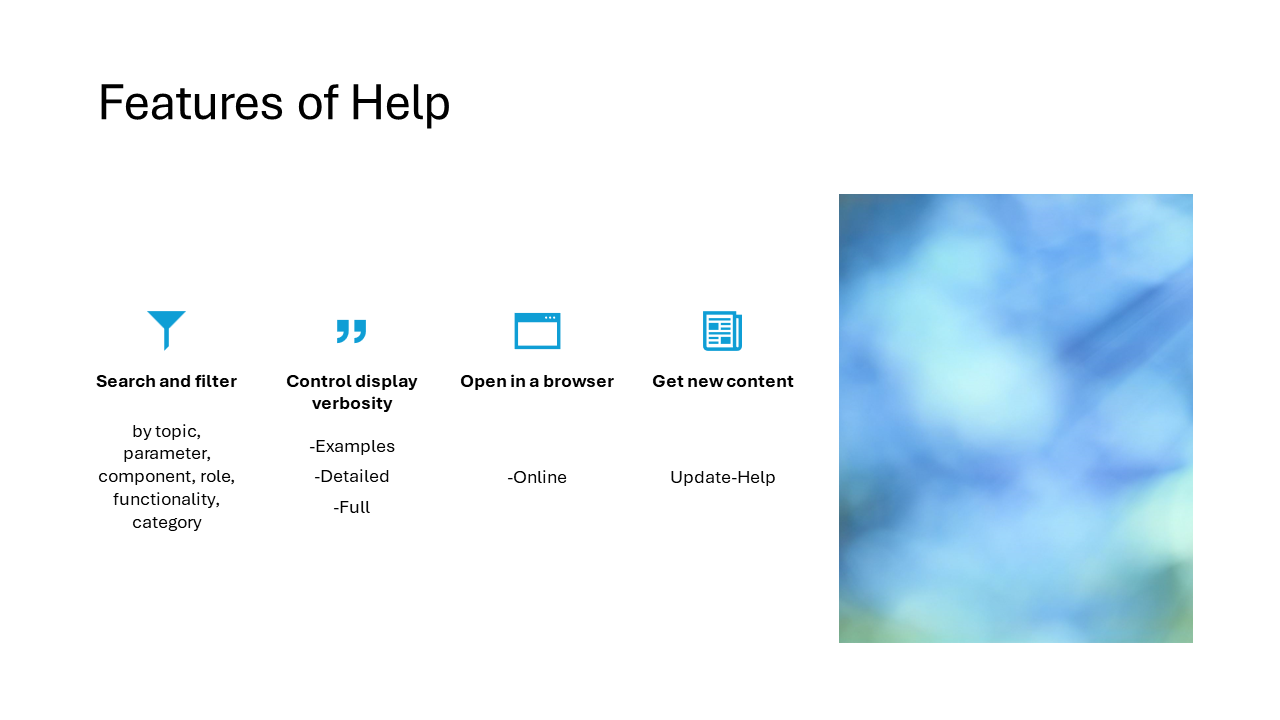 Features of Help
Search and filter
by topic,
parameter,
component, role,
functionality,
category
Control display
verbosity
-Examples
-Detailed
-Full
Open in a browser
-Online
Get new content
Update-Help